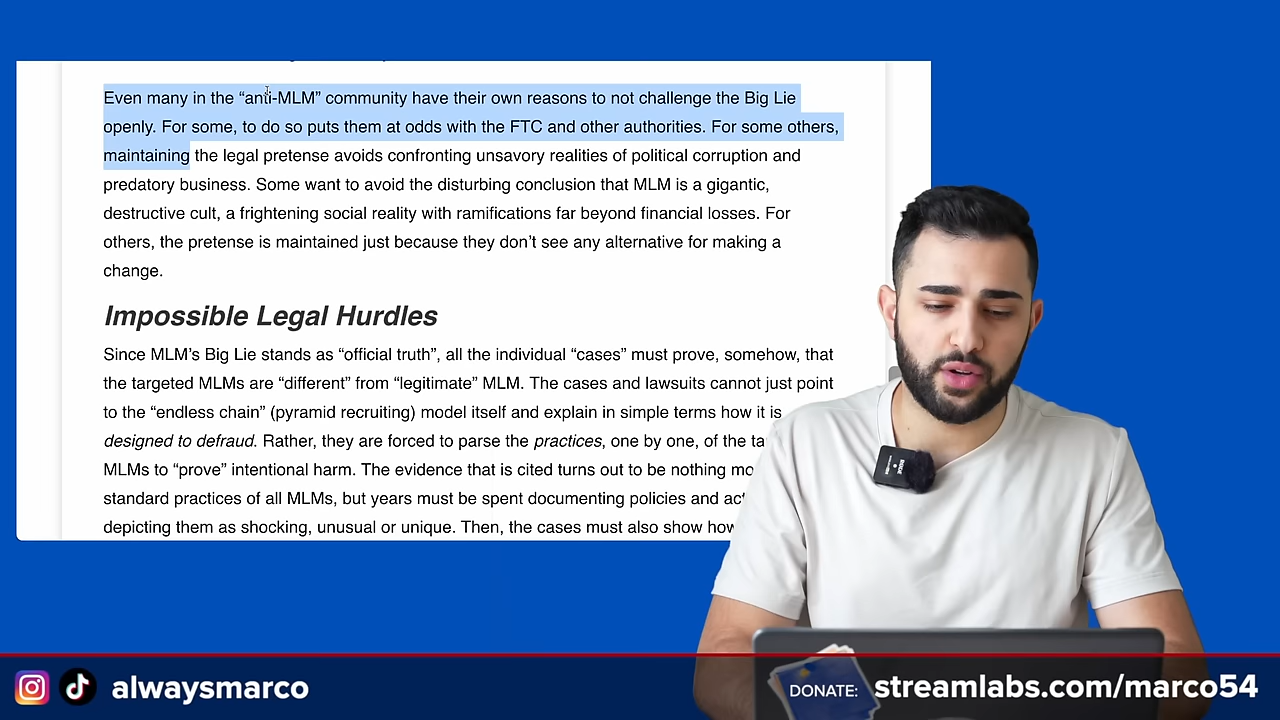 Even many in the “anti-MLM” community have their own reasons to not challenge the Big Lie
openly. For some, to do so puts them at odds with the FTC and other authorities. For some others,
maintaining the legal pretense avoids confronting unsavory realities of political corruption and
predatory business. Some want to avoid the disturbing conclusion that MLM is a gigantic,
destructive cult, a frightening social reality with ramifications far beyond financial losses. For
others, the pretense is maintained just because they don’t see any alternative for making a
change.
Impossible Legal Hurdles
Since MLM’s Big Lie stands as “official truth”, all the individual “cases” must prove, somehow, that
the targeted MLMs are “different” from “legitimate” MLM. The cases and lawsuits cannot just point
to the “endless chain” (pyramid recruiting) model itself and explain in simple terms how it is
designed to defraud. Rather, they are forced to parse the practices, one by one, of the
MLMs to “prove” intentional harm. The evidence that is cited turns out to be nothing
standard practices of all MLMs, but years must be spent documenting policies and
depicting them as shocking, unusual or unique. Then, the cases must also show how
alwaysmarco
DONATE: streamlabs.com/marco54